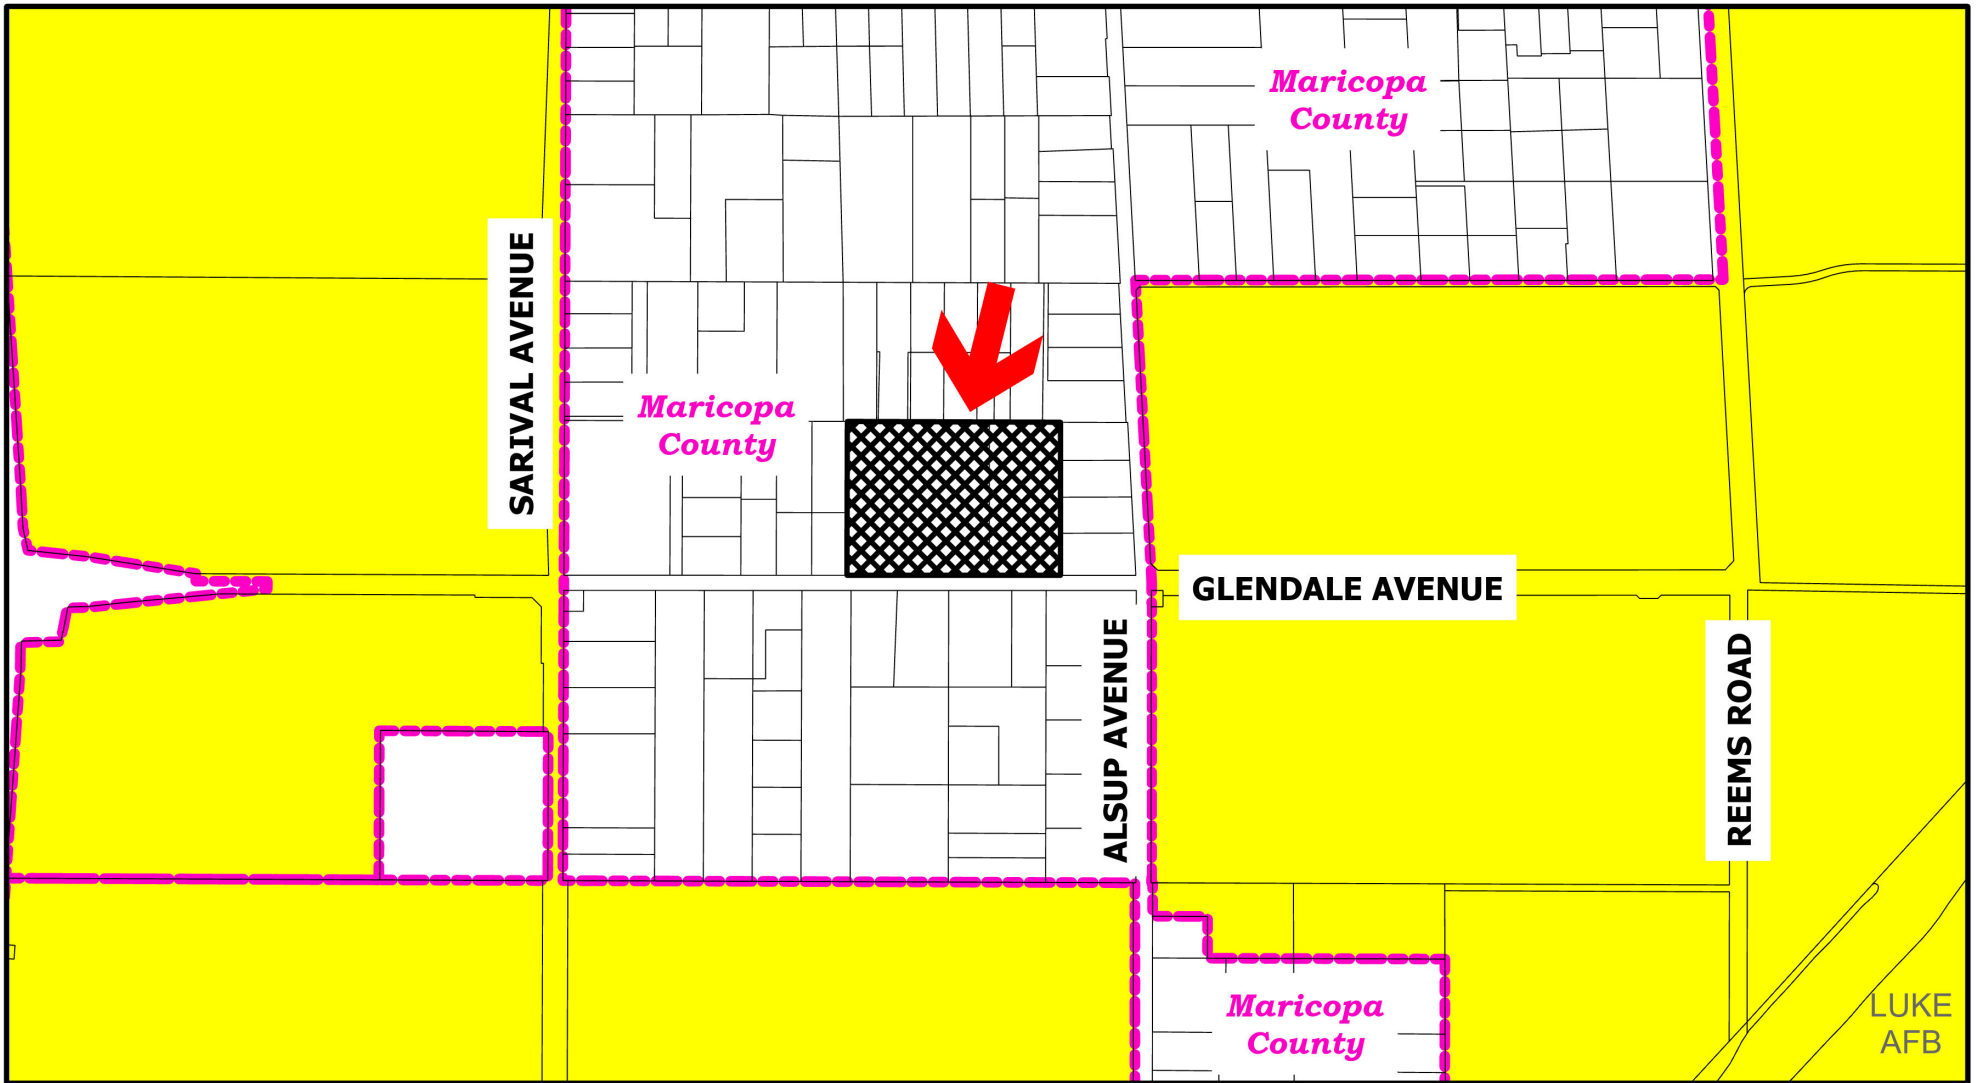 Maricopa
County
SARIVAL AVENUE
Maricopa
County
GLENDALE AVENUE
ALSUP AVENUE
REEMS ROAD
Maricopa
County
LUKE
AFB